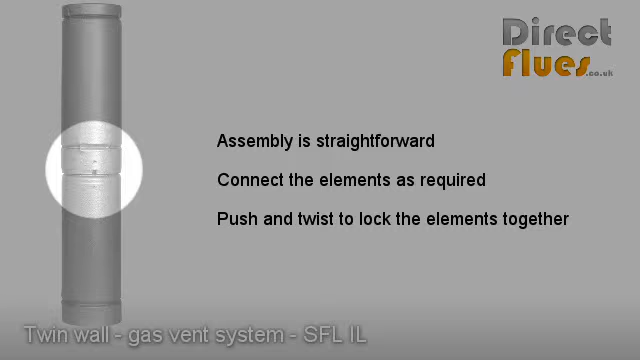 Direct
Flues.co.uk
Assembly is straightforward
Connect the elements as required
Push and twist to lock the elements together
Twin wall - gas vent system - SFL IL